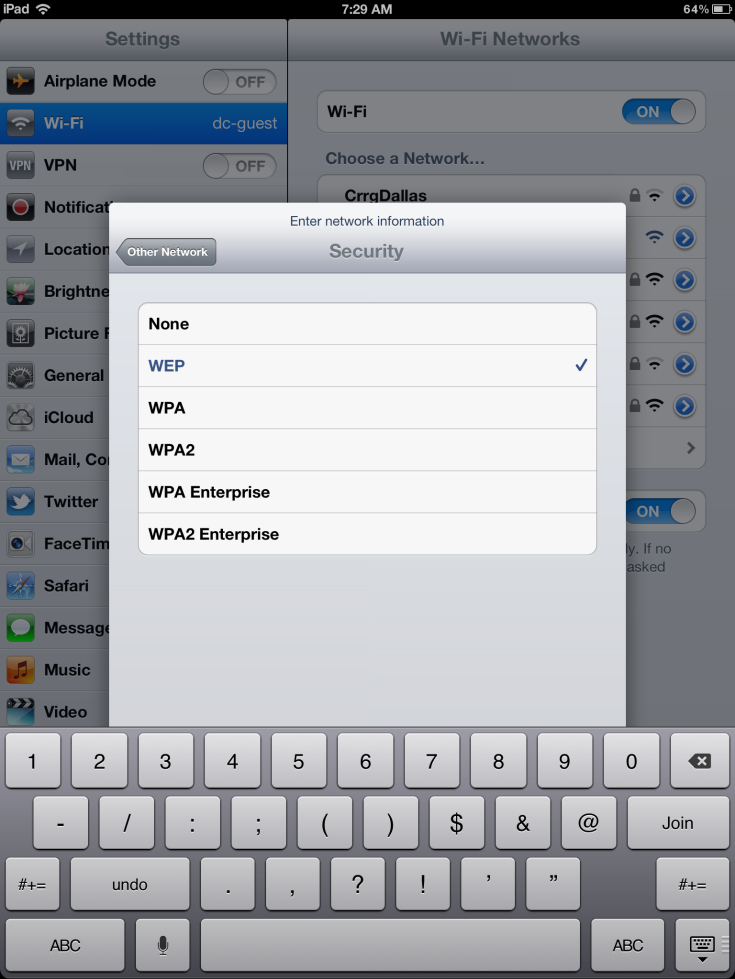 iPad 7:29 AM 64%
Settings
Airplane Mode OFF
Wi-Fi dc-guest
VPN VPN OFF
Notificat
Location
Brightne
Picture F
General
iCloud
Mail, Co
Twitter
FaceTim
Safari
Message
Music
Video
Wi-Fi Networks
Wi-Fi ON
Choose a Network...
CrrgDallas
ON
ly. If no
asked
Enter network information
Other Network Security
None
WEP
WPA
WPA2
WPA Enterprise
WPA2 Enterprise
1 2 3 4 5 6 7 8 9 0
- / : ; ( ) $ & @ Join
#+= undo . , ? ! ’ ” #+=
ABC ABC